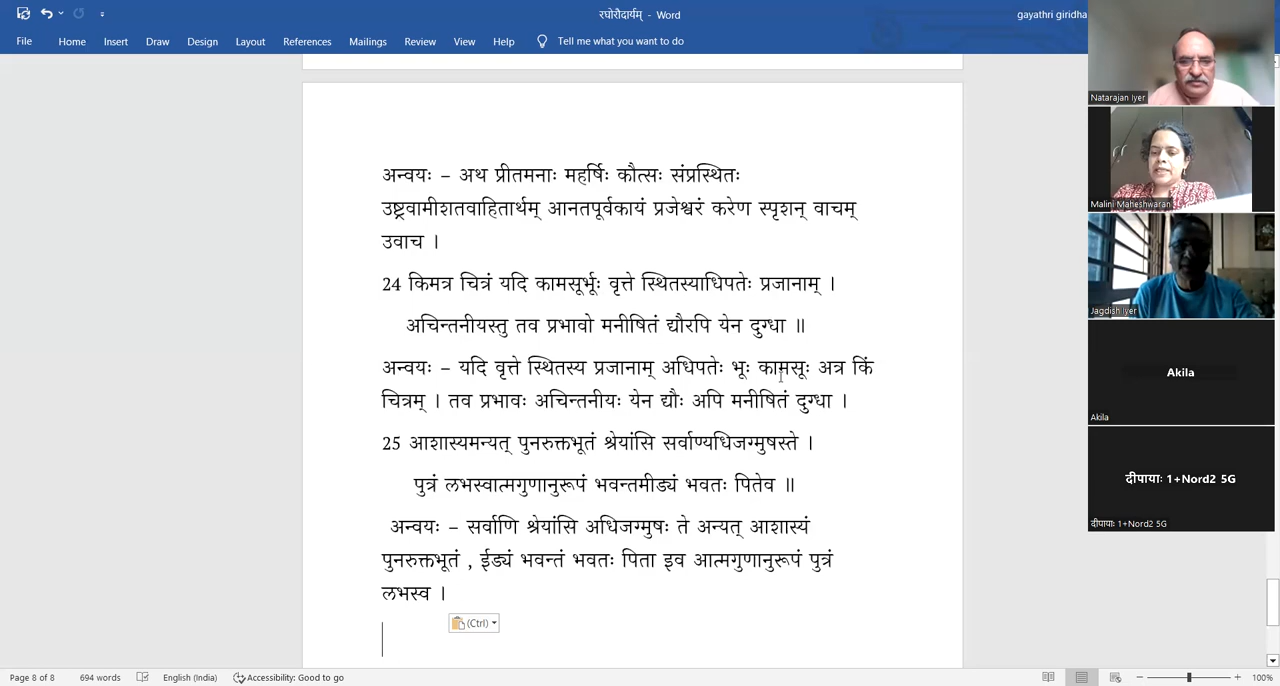 रघोरौदार्यम् - Word
gayathri giridha
File Home Insert Draw Design Layout References Mailings Review View Help Tell me what you want to do
अन्वयः – अथ प्रीतमनाः महर्षिः कौत्सः संप्रस्थितः
उष्ट्रवामीशतवाहितार्थम् आनतपूर्वकायं प्रजेश्वरं करेण स्पृशन् वाचम्
उवाच ।
24 किमत्र चित्रं यदि कामसूर्भूः वृत्ते स्थितस्याधिपतेः प्रजानाम् ।
अचिन्तनीयस्तु तव प्रभावो मनीषितं द्यौरपि येन दुग्धा ॥
अन्वयः – यदि वृत्ते स्थितस्य प्रजानाम् अधिपतेः भूः कामसूः अत्र किं
चित्रम् । तव प्रभावः अचिन्तनीयः येन द्यौः अपि मनीषितं दुग्धा ।
25 आशास्यमन्यत् पुनरुक्तभूतं श्रेयांसि सर्वाण्यधिजग्मुषस्ते ।
पुत्रं लभस्वात्मगुणानुरूपं भवन्तमीड्यं भवतः पितेव ॥
अन्वयः – सर्वाणि श्रेयांसि अधिजग्मुषः ते अन्यत् आशास्यं
पुनरुक्तभूतं , ईड्यं भवन्तं भवतः पिता इव आत्मगुणानुरूपं पुत्रं
लभस्व ।
(Ctrl)
Natarajan Iyer
Malini Maheshwaran
Jagdish Iyer
Akila
Akila
दीपायाः 1+Nord2 5G
दीपायाः 1+Nord2 5G
Page 8 of 8 694 words English (India) Accessibility: Good to go 100%